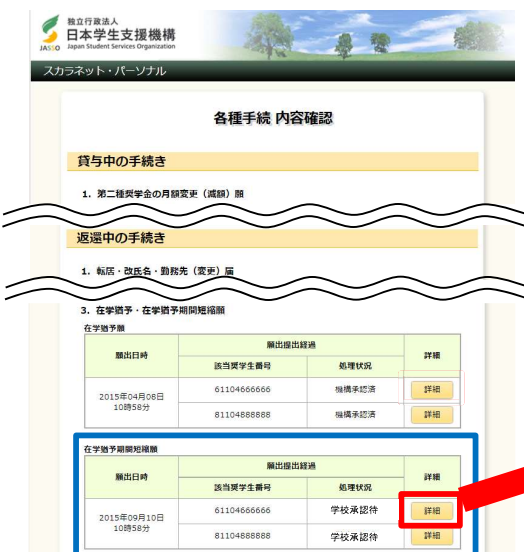 独立行政法人
日本学生支援機構
JASSO Japan Student Services Organization
スカラネット・パーソナル
各種手続 内容確認
貸与中の手続き
1. 第二種奨学金の月額変更（減額）願
返還中の手続き
1. 転居・改氏名・勤務先（変更）届
3. 在学猶予・在学猶予期間短縮願
在学猶予願
願出日時 願出提出経過 詳細
該当奨学生番号 処理状況
2015年04月08日 10時58分
61104666666 機構承認済 詳細
81104888888 機構承認済 詳細
在学猶予期間短縮願
願出日時 願出提出経過 詳細
該当奨学生番号 処理状況
2015年09月10日 10時58分
61104666666 学校承認待 詳細
81104888888 学校承認待 詳細